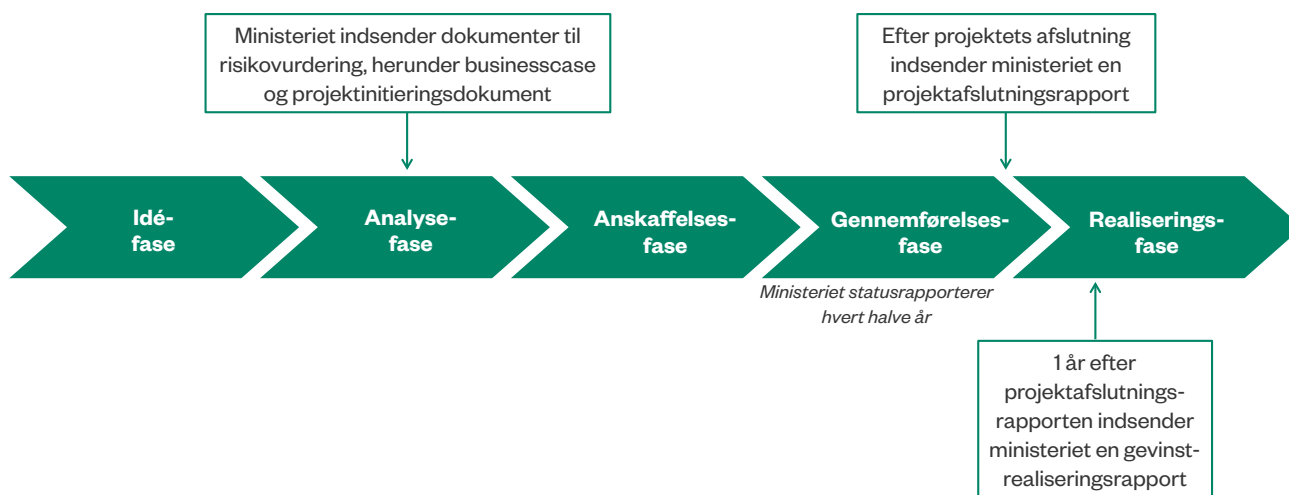 Ministeriet indsender dokumenter til
risikovurdering, herunder businesscase
og projektinitieringsdokument
Efter projektets afslutning
indsender ministeriet en
projektafslutningsrapport
Idé-
fase
Analyse-
fase
Anskaffelses-
fase
Gennemførelses-
fase
Realiserings-
fase
Ministeriet statusrapporterer
hvert halve år
1 år efter
projektafslutnings-
rapporten indsender
ministeriet en gevinst-
realiseringsrapport